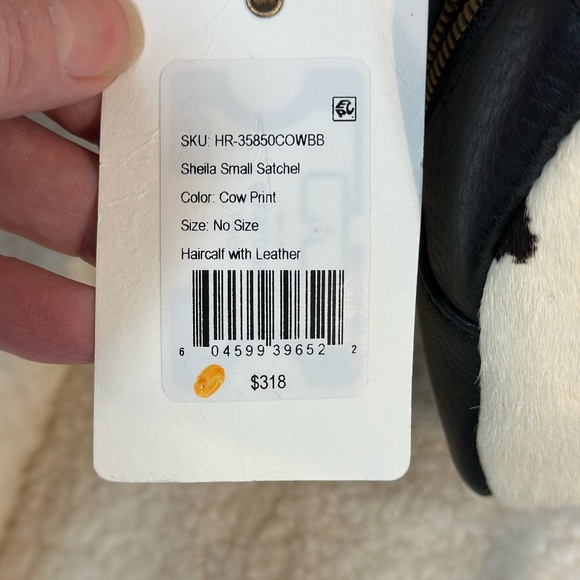 SKU: HR-35850COWBB
Sheila Small Satchel
Color: Cow Print
Size: No Size
Haircalf with Leather
6 04599 39652 2
$318